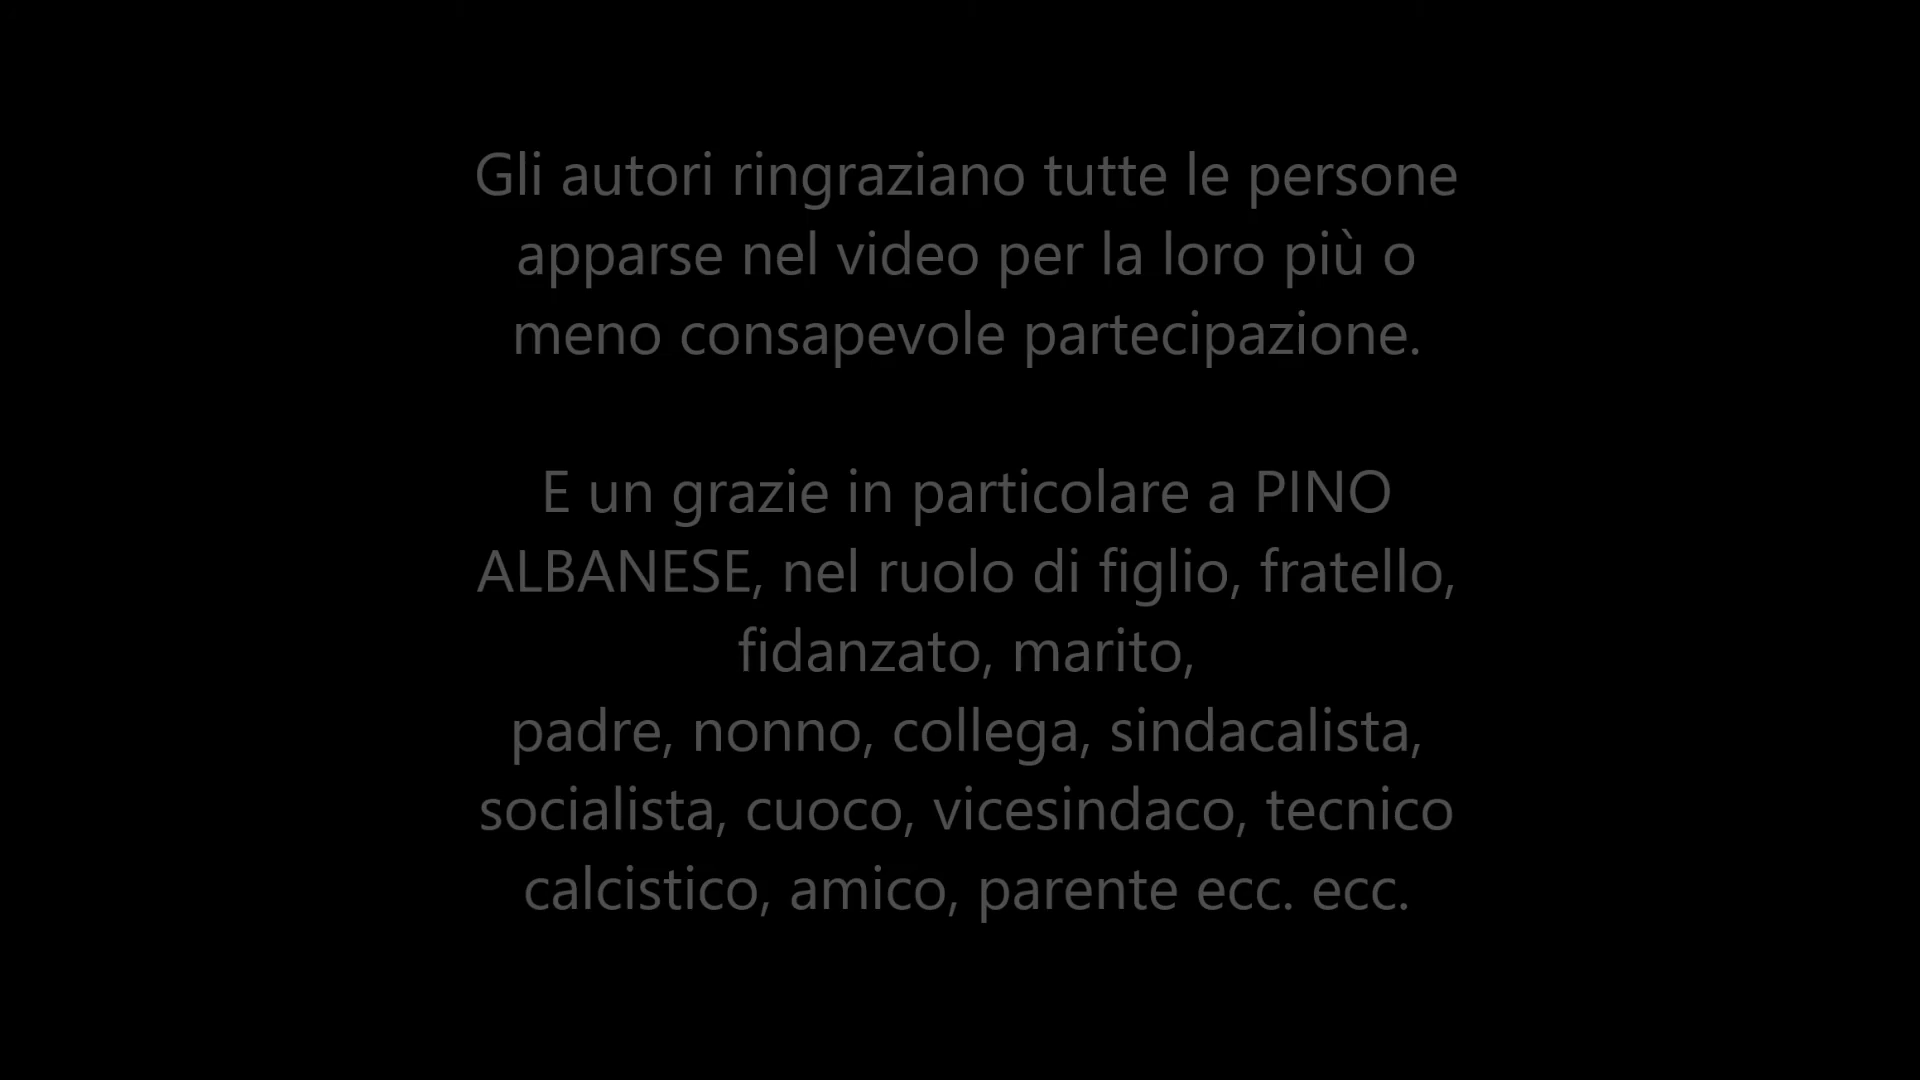 Gli autori ringraziano tutte le persone
apparse nel video per la loro più o
meno consapevole partecipazione.
E un grazie in particolare a PINO
ALBANESE, nel ruolo di figlio, fratello,
fidanzato, marito,
padre, nonno, collega, sindacalista,
socialista, cuoco, vicesindaco, tecnico
calcistico, amico, parente ecc. ecc.